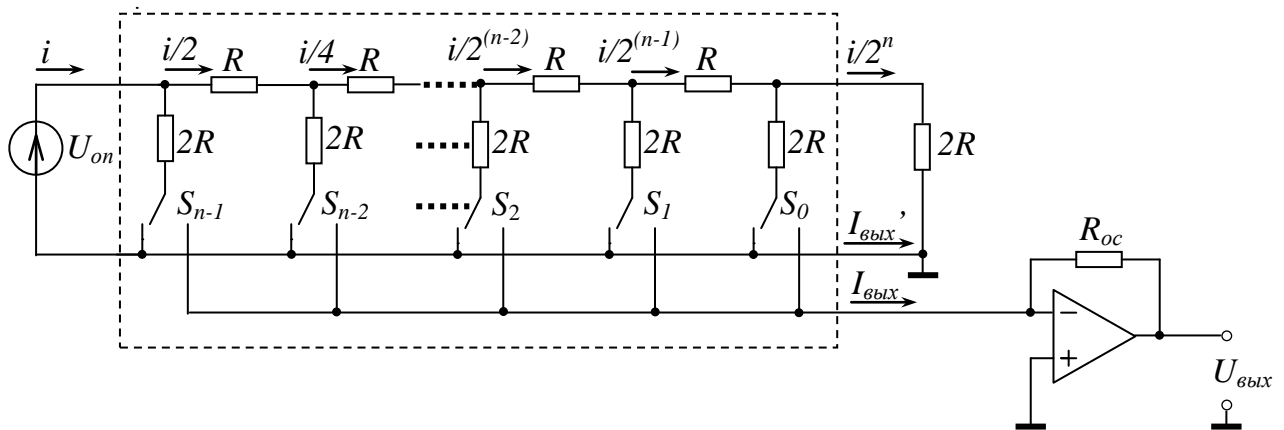 i i/2 R i/4 R i/2^(n-2) R i/2^(n-1) R i/2^n
U_оп 2R 2R 2R 2R 2R 2R
S_n-1 S_n-2 S_2 S_1 S_0
I_вых’ R_ос
I_вых
− +
U_вых